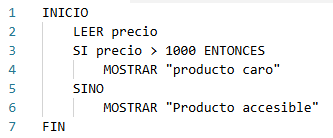 1 INICIO
2     LEER precio
3     SI precio > 1000 ENTONCES
4         MOSTRAR "producto caro"
5     SINO
6         MOSTRAR "Producto accesible"
7 FIN